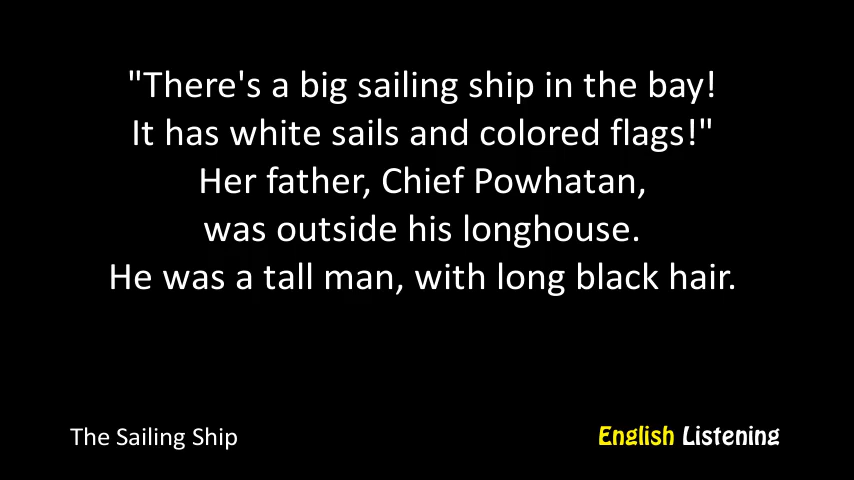 "There's a big sailing ship in the bay!
It has white sails and colored flags!"
Her father, Chief Powhatan,
was outside his longhouse.
He was a tall man, with long black hair.
The Sailing Ship
English Listening